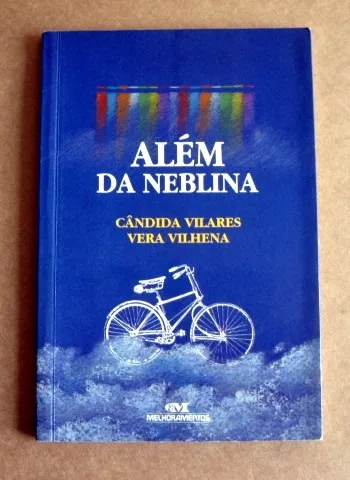 ALÉM
DA NEBLINA
CÂNDIDA VILARES
VERA VILHENA
MELHORAMENTOS